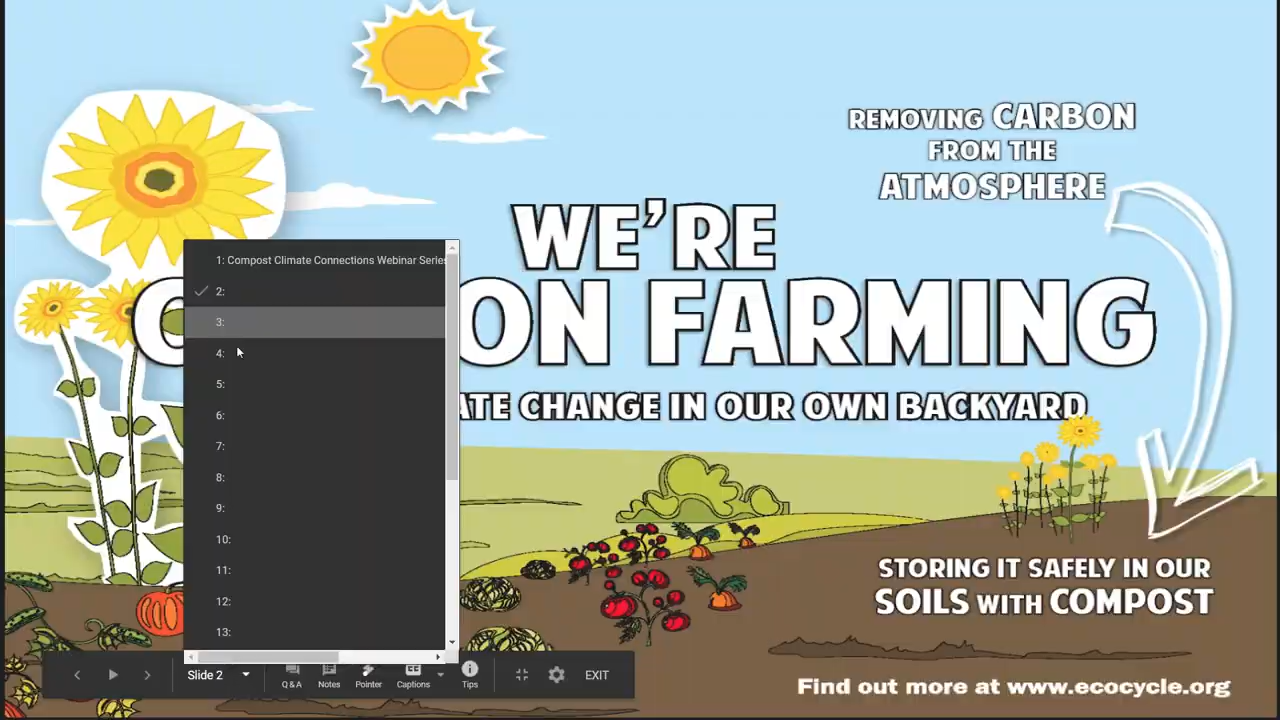 REMOVING CARBON
FROM THE
ATMOSPHERE
WE'RE
ON FARMING
ATE CHANGE IN OUR OWN BACKYARD
1: Compost Climate Connections Webinar Series
2:
3:
4:
5:
6:
7:
8:
9:
10:
11:
12:
13:
STORING IT SAFELY IN OUR
SOILS WITH COMPOST
Find out more at www.ecocycle.org
Slide 2
Q & A
Notes
Pointer
Captions
Tips
EXIT